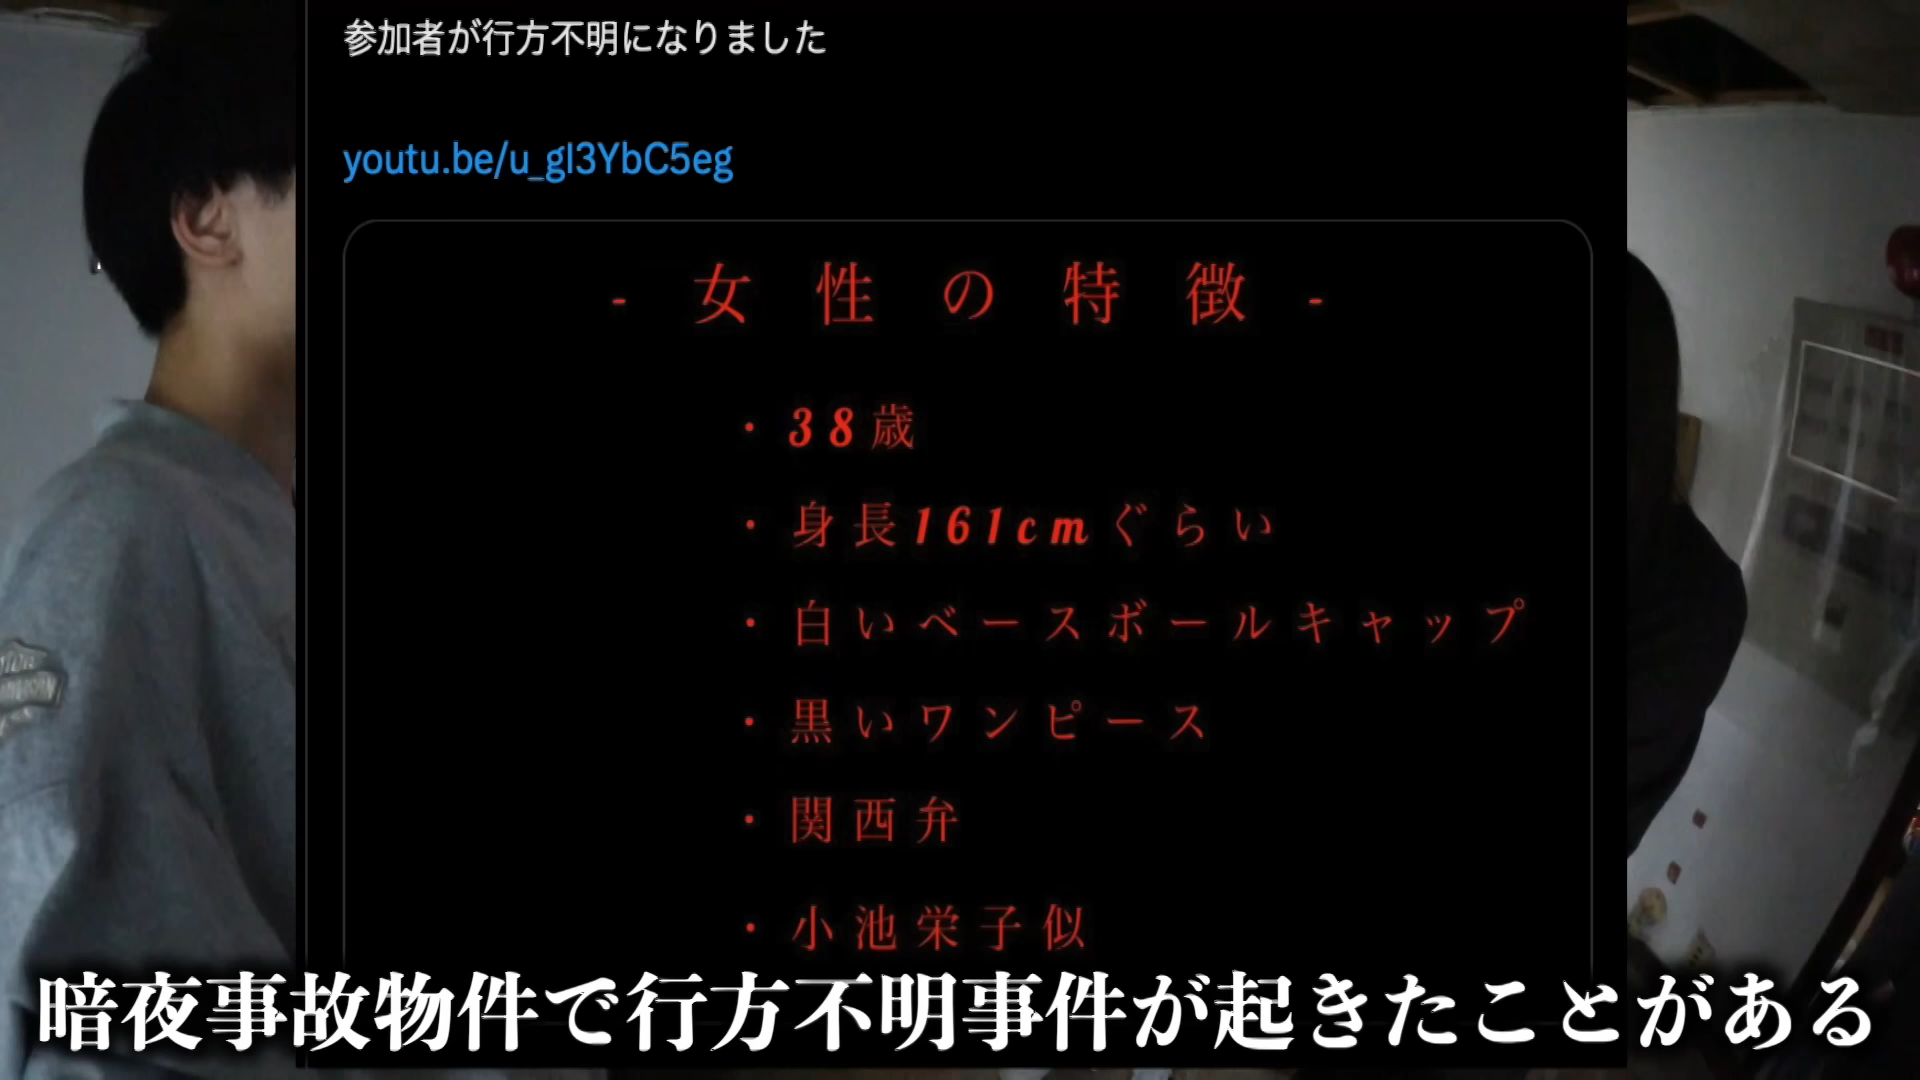 参加者が行方不明になりました
youtu.be/u_gI3YbC5eg
- 女性の特徴 -
・38歳
・身長161cmぐらい
・白いベースボールキャップ
・黒いワンピース
・関西弁
・小池栄子似
暗夜事故物件で行方不明事件が起きたことがある